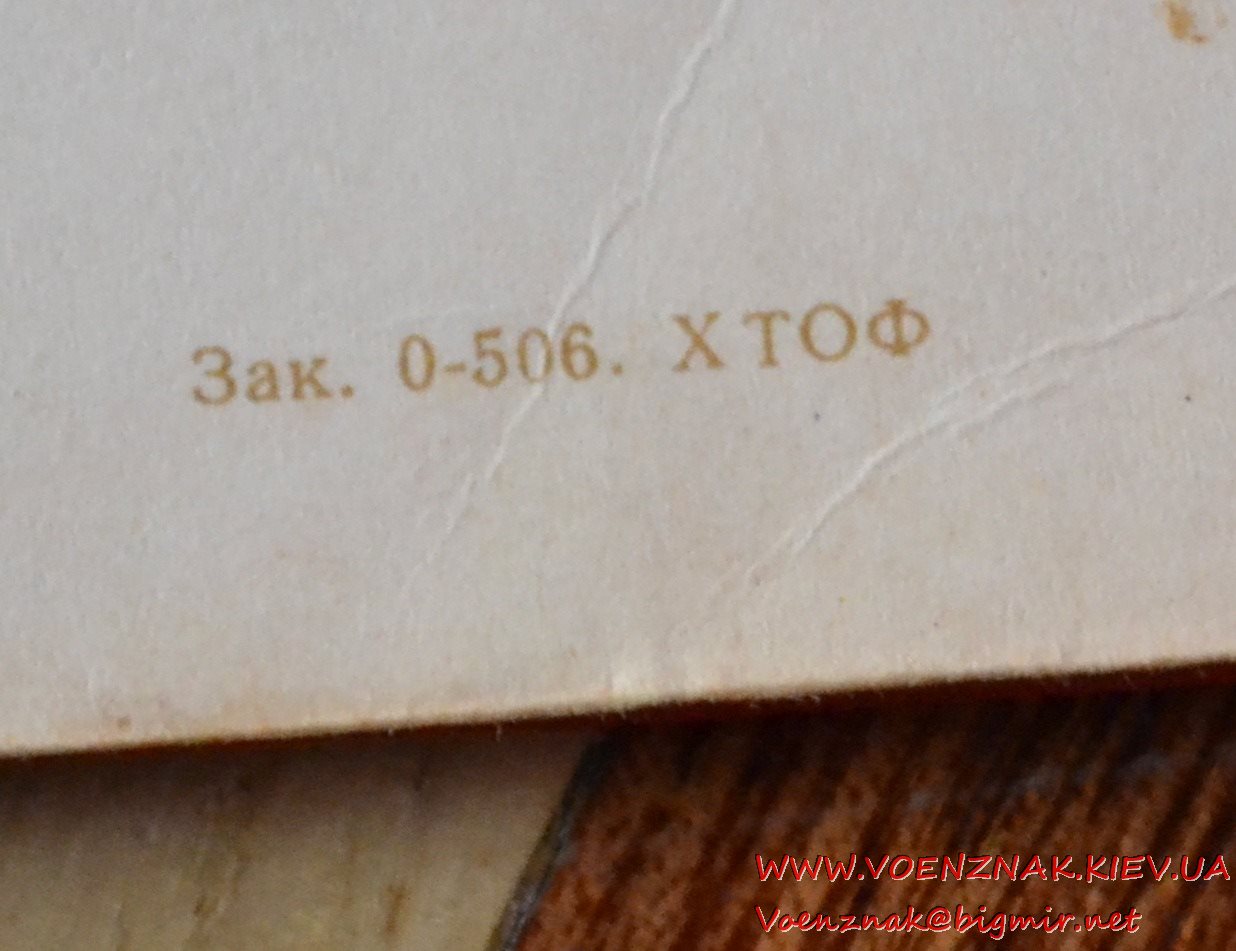 Зак. 0-506. ХТОФ
WWW.VOENZNAK.KIEV.UA
Voenznak@bigmir.net